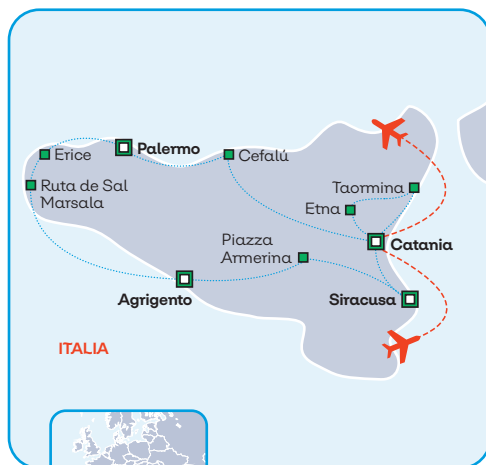 Erice
Palermo
Cefalú
Ruta de Sal
Marsala
Taormina
Etna
Piazza
Armerina
Catania
Agrigento
Siracusa
ITALIA